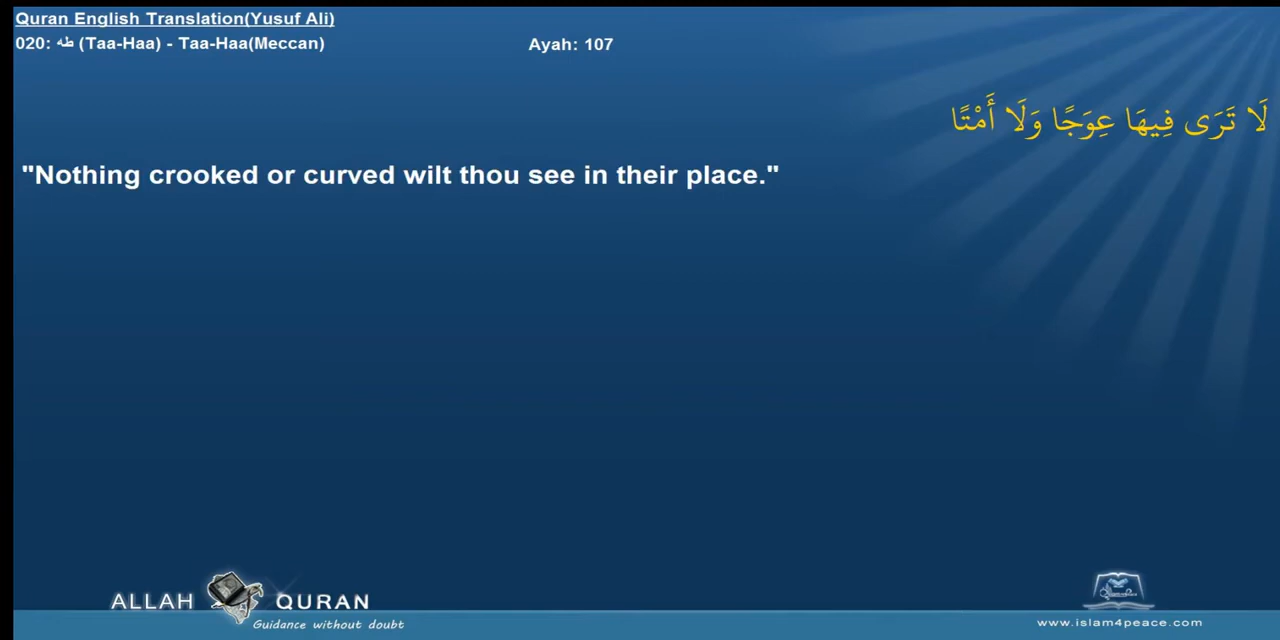 Quran English Translation(Yusuf Ali)
020: طه (Taa-Haa) - Taa-Haa(Meccan)
Ayah: 107
لَا تَرَى فِيهَا عِوَجًا وَلَا أَمْتًا
"Nothing crooked or curved wilt thou see in their place."
ALLAH QURAN
Guidance without doubt
www.islam4peace.com